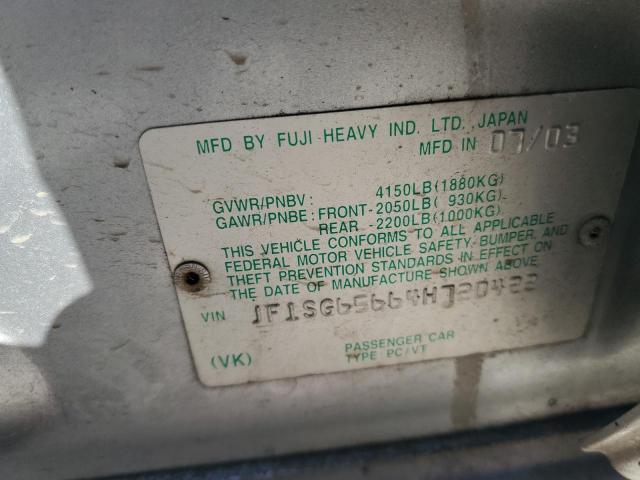 MFD BY FUJI HEAVY IND. LTD. JAPAN
MFD IN 07/03
GVWR/PNBV : 4150LB(1880KG)
GAWR/PNBE:FRONT-2050LB( 930KG)
REAR -2200LB(1000KG)
THIS VEHICLE CONFORMS TO ALL APPLICABLE
FEDERAL MOTOR VEHICLE SAFETY, BUMPER, AND
THEFT PREVENTION STANDARDS IN EFFECT ON
THE DATE OF MANUFACTURE SHOWN ABOVE.
VIN JF1SG65664H720422
PASSENGER CAR
(VK) TYPE: PC/VT